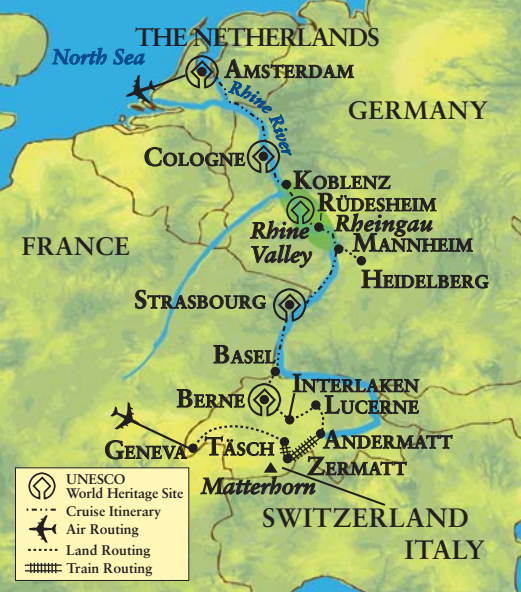 THE NETHERLANDS
North Sea
AMSTERDAM
Rhine River
GERMANY
COLOGNE
KOBLENZ
RÜDESHEIM
Rheingau
Rhine
Valley
MANNHEIM
FRANCE
HEIDELBERG
STRASBOURG
BASEL
INTERLAKEN
BERNE
LUCERNE
GENEVA
TÄSCH
ANDERMATT
ZERMATT
Matterhorn
SWITZERLAND
ITALY
UNESCO
World Heritage Site
Cruise Itinerary
Air Routing
Land Routing
Train Routing